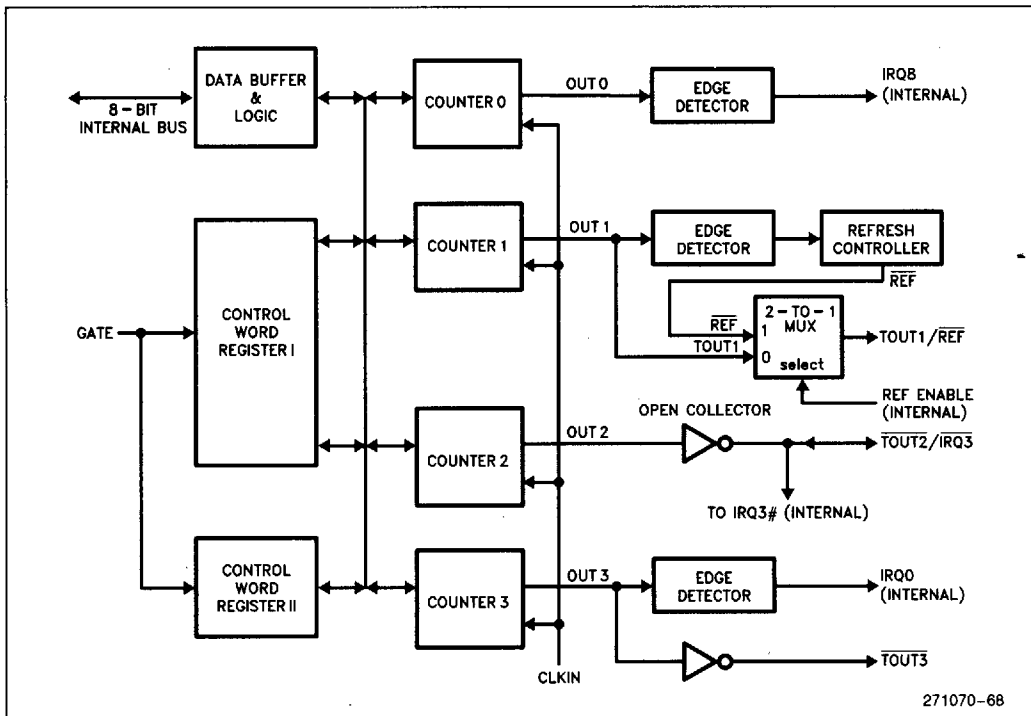 DATA BUFFER
&
LOGIC
8-BIT
INTERNAL BUS
COUNTER 0
OUT 0
EDGE
DETECTOR
IRQ8
(INTERNAL)
GATE
CONTROL
WORD
REGISTER I
COUNTER 1
OUT 1
EDGE
DETECTOR
REFRESH
CONTROLLER
REF
REF
TOUT1
2-TO-1
MUX
1
0
select
TOUT1/REF
REF ENABLE
(INTERNAL)
COUNTER 2
OUT 2
OPEN COLLECTOR
TOUT2/IRQ3
TO IRQ3# (INTERNAL)
CONTROL
WORD
REGISTER II
COUNTER 3
OUT 3
EDGE
DETECTOR
IRQ0
(INTERNAL)
TOUT3
CLKIN
271070-68